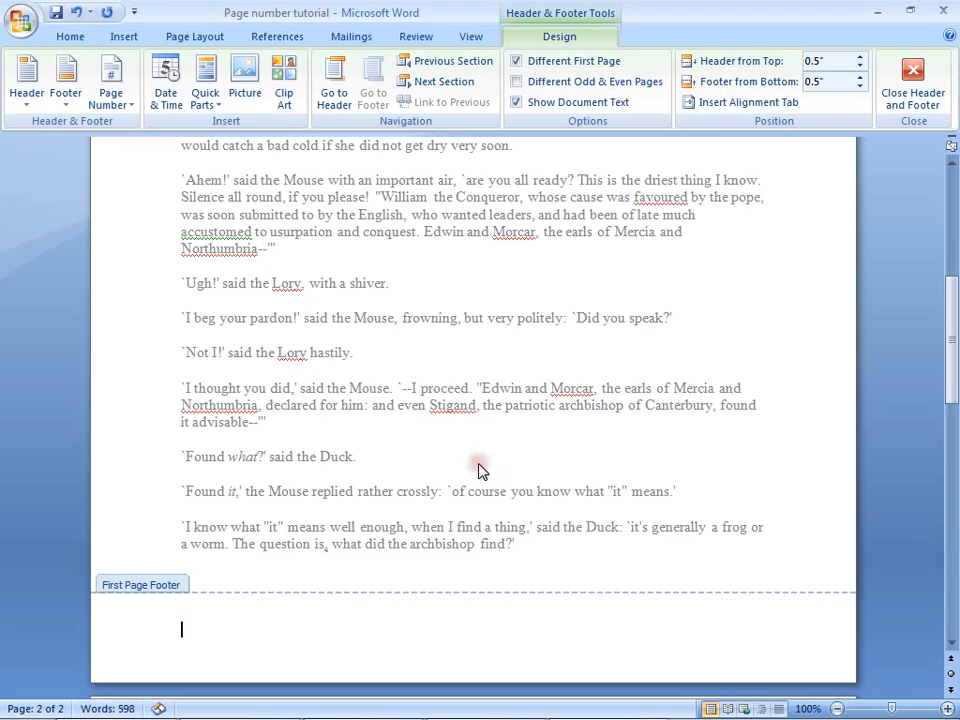 Page number tutorial - Microsoft Word
Header & Footer Tools
Home
Insert
Page Layout
References
Mailings
Review
View
Design
Header
Footer
Page Number
Header & Footer
Date & Time
Quick Parts
Picture
Clip Art
Insert
Go to Header
Go to Footer
Previous Section
Next Section
Link to Previous
Navigation
Different First Page
Different Odd & Even Pages
Show Document Text
Options
Header from Top: 0.5"
Footer from Bottom: 0.5"
Insert Alignment Tab
Position
Close Header and Footer
Close
would catch a bad cold if she did not get dry very soon.
`Ahem!' said the Mouse with an important air, `are you all ready? This is the driest thing I know.
Silence all round, if you please! "William the Conqueror, whose cause was favoured by the pope,
was soon submitted to by the English, who wanted leaders, and had been of late much
accustomed to usurpation and conquest. Edwin and Morcar, the earls of Mercia and
Northumbria--"'
`Ugh!' said the Lory, with a shiver.
`I beg your pardon!' said the Mouse, frowning, but very politely: `Did you speak?'
`Not I!' said the Lory hastily.
`I thought you did,' said the Mouse. `--I proceed. "Edwin and Morcar, the earls of Mercia and
Northumbria, declared for him: and even Stigand, the patriotic archbishop of Canterbury, found
it advisable--"'
`Found what?' said the Duck.
`Found it,' the Mouse replied rather crossly: `of course you know what "it" means.'
`I know what "it" means well enough, when I find a thing,' said the Duck: `it's generally a frog or
a worm. The question is, what did the archbishop find?'
First Page Footer
Page: 2 of 2
Words: 598
100%